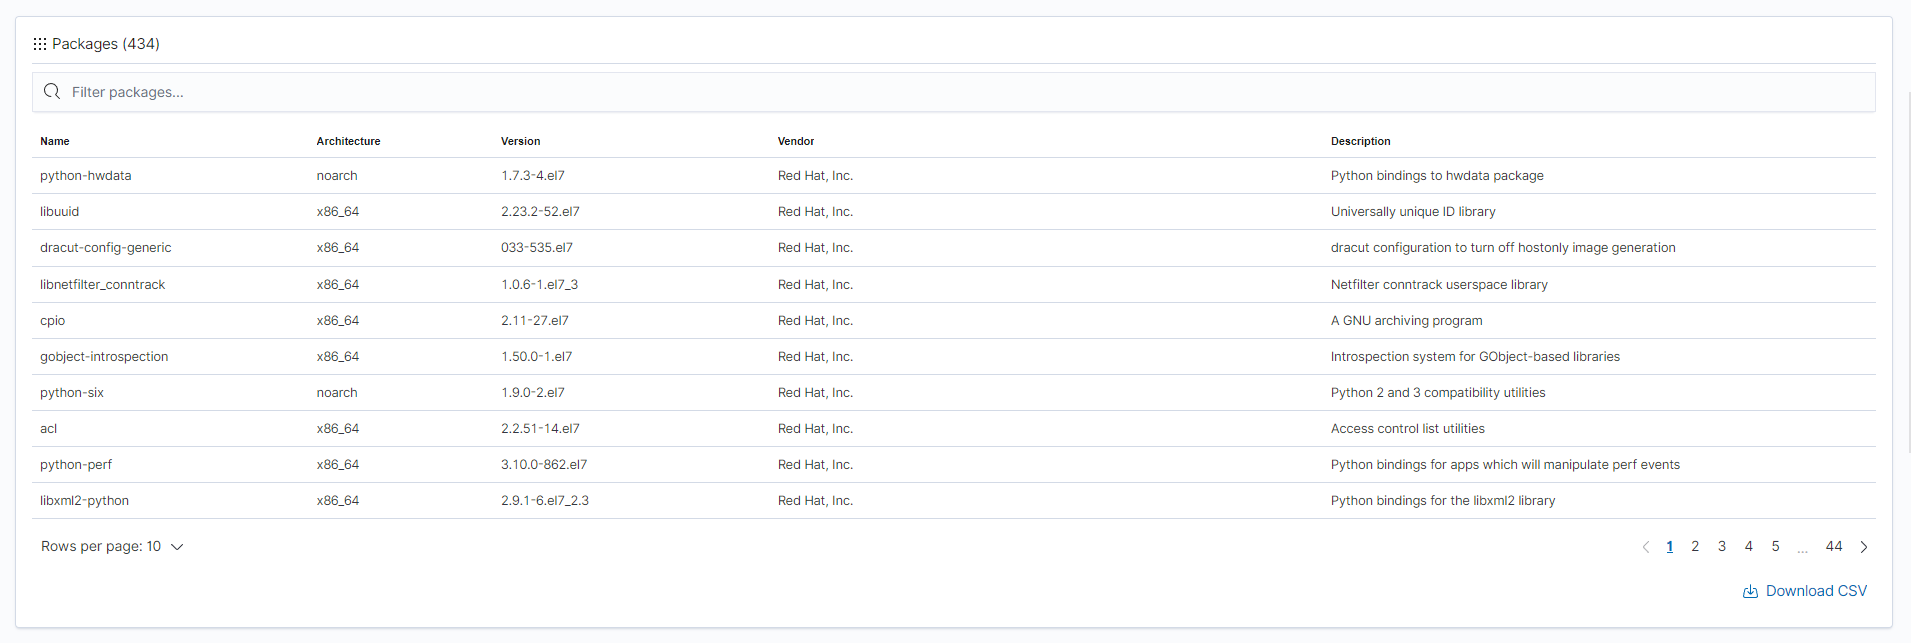 Packages (434)
Filter packages...
Name Architecture Version Vendor Description
python-hwdata noarch 1.7.3-4.el7 Red Hat, Inc. Python bindings to hwdata package
libuuid x86_64 2.23.2-52.el7 Red Hat, Inc. Universally unique ID library
dracut-config-generic x86_64 033-535.el7 Red Hat, Inc. dracut configuration to turn off hostonly image generation
libnetfilter_conntrack x86_64 1.0.6-1.el7_3 Red Hat, Inc. Netfilter conntrack userspace library
cpio x86_64 2.11-27.el7 Red Hat, Inc. A GNU archiving program
gobject-introspection x86_64 1.50.0-1.el7 Red Hat, Inc. Introspection system for GObject-based libraries
python-six noarch 1.9.0-2.el7 Red Hat, Inc. Python 2 and 3 compatibility utilities
acl x86_64 2.2.51-14.el7 Red Hat, Inc. Access control list utilities
python-perf x86_64 3.10.0-862.el7 Red Hat, Inc. Python bindings for apps which will manipulate perf events
libxml2-python x86_64 2.9.1-6.el7_2.3 Red Hat, Inc. Python bindings for the libxml2 library
Rows per page: 10 1 2 3 4 5 ... 44
Download CSV